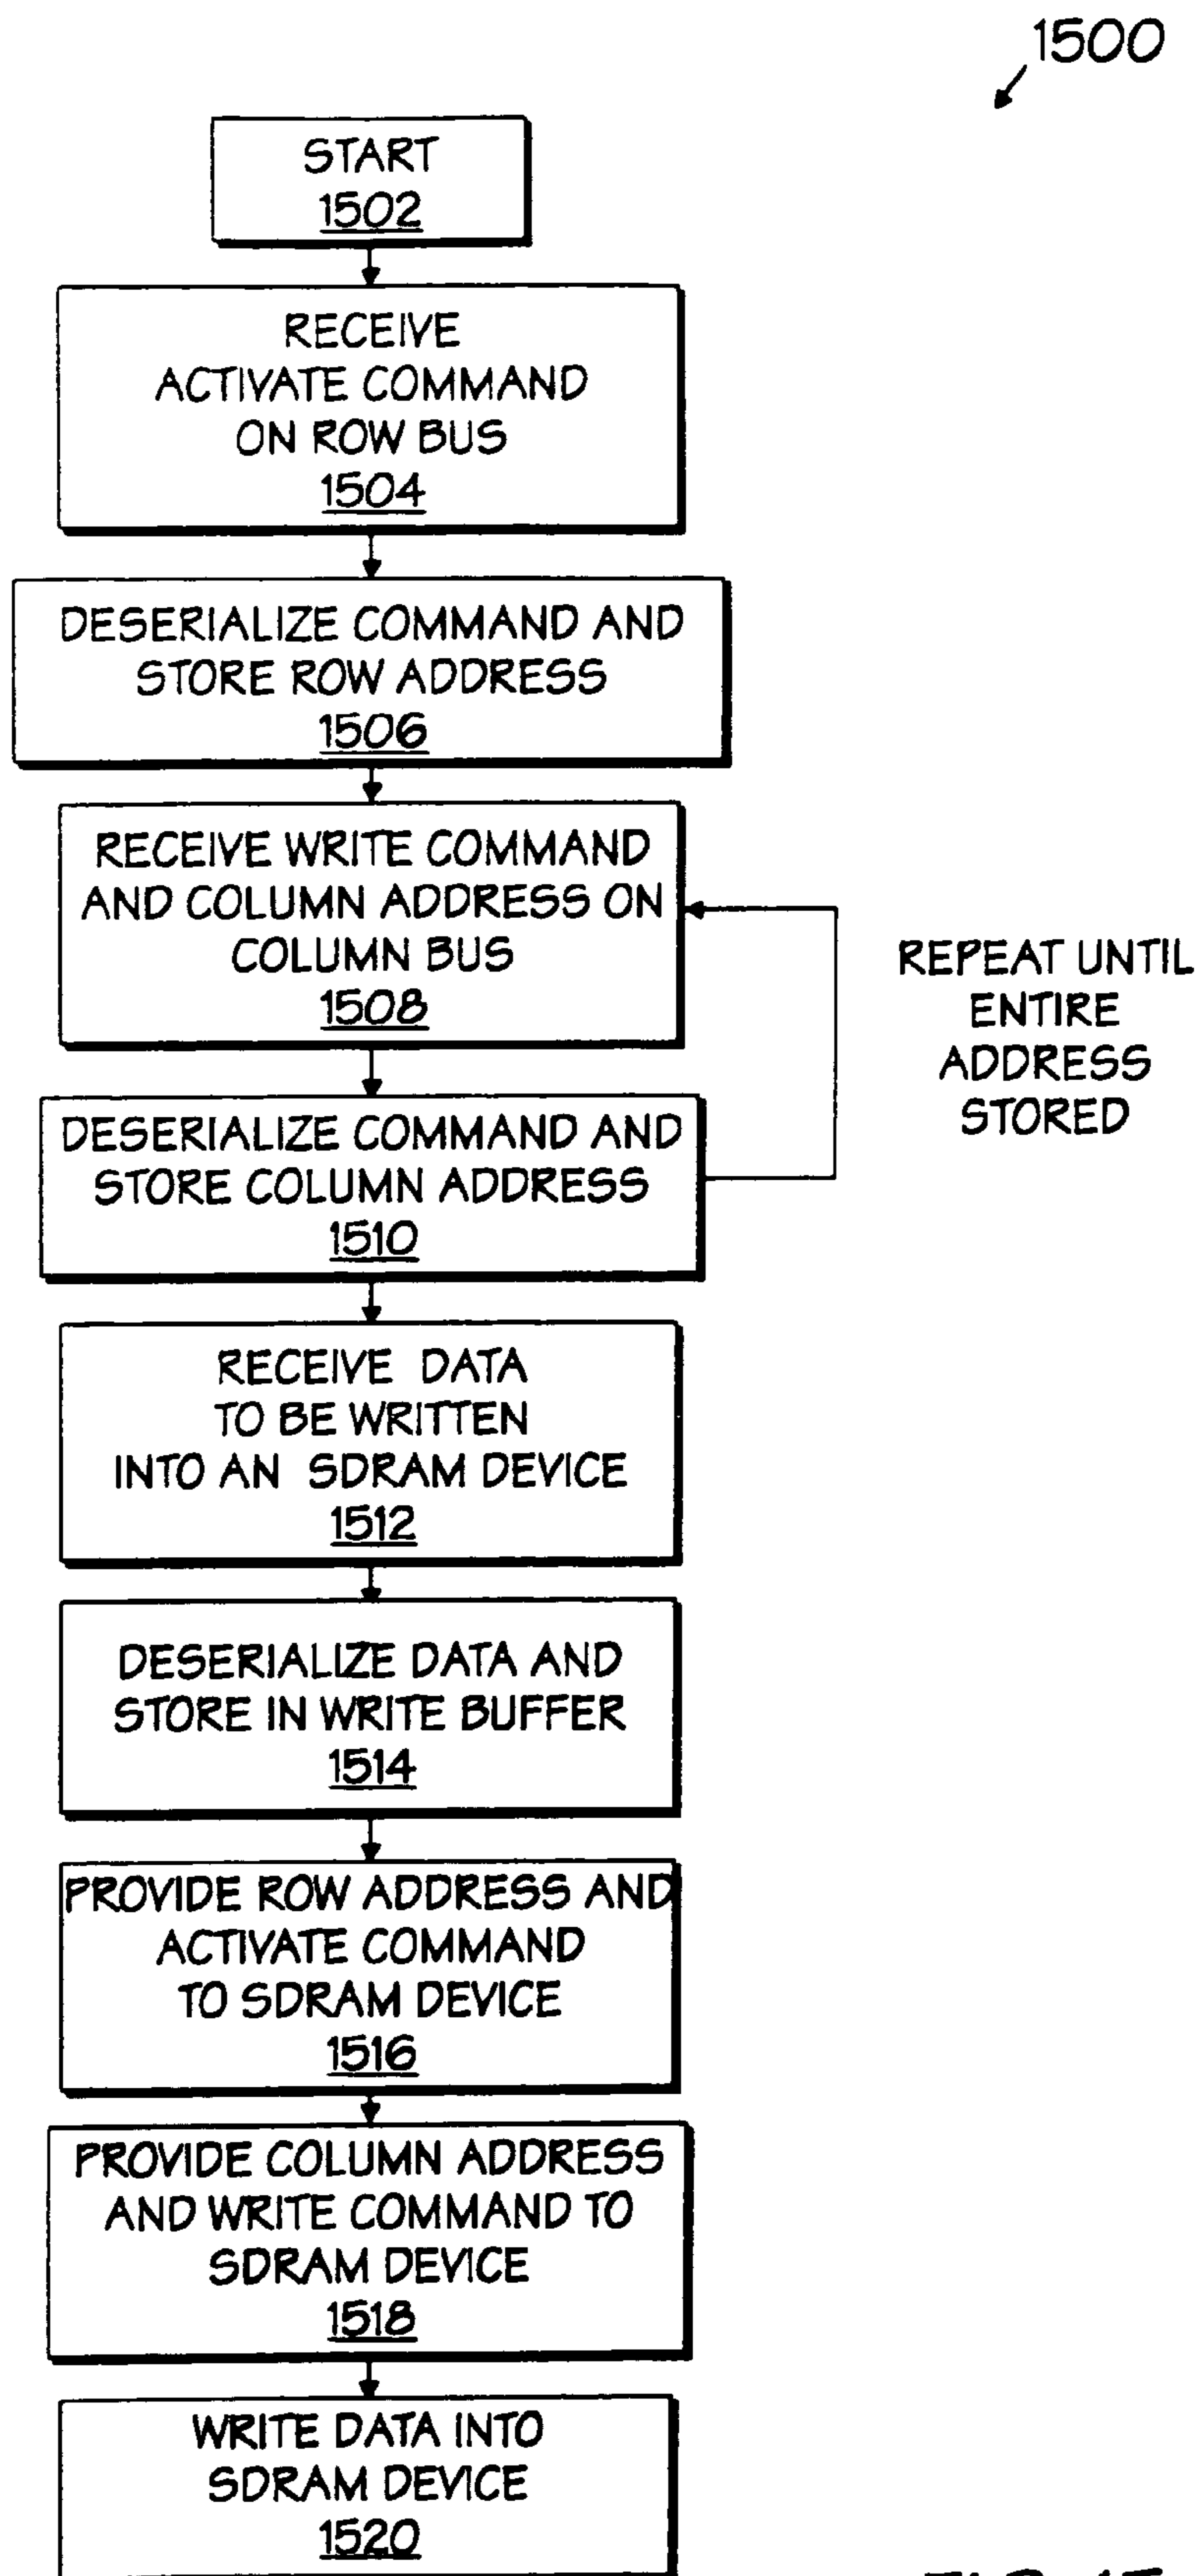 1500
START
1502
RECEIVE
ACTIVATE COMMAND
ON ROW BUS
1504
DESERIALIZE COMMAND AND
STORE ROW ADDRESS
1506
RECEIVE WRITE COMMAND
AND COLUMN ADDRESS ON
COLUMN BUS
1508
REPEAT UNTIL
ENTIRE
ADDRESS
STORED
DESERIALIZE COMMAND AND
STORE COLUMN ADDRESS
1510
RECEIVE DATA
TO BE WRITTEN
INTO AN SDRAM DEVICE
1512
DESERIALIZE DATA AND
STORE IN WRITE BUFFER
1514
PROVIDE ROW ADDRESS AND
ACTIVATE COMMAND
TO SDRAM DEVICE
1516
PROVIDE COLUMN ADDRESS
AND WRITE COMMAND TO
SDRAM DEVICE
1518
WRITE DATA INTO
SDRAM DEVICE
1520